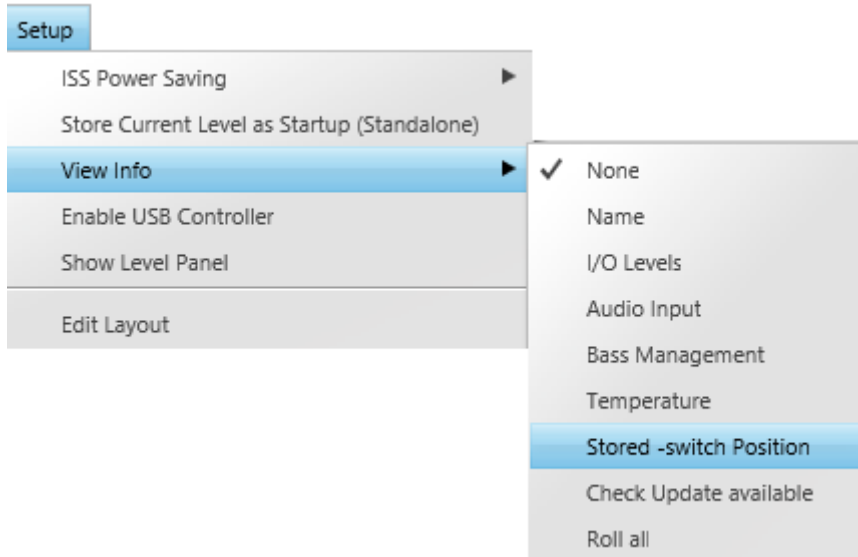 Setup
ISS Power Saving
Store Current Level as Startup (Standalone)
View Info
Enable USB Controller
Show Level Panel
Edit Layout
None
Name
I/O Levels
Audio Input
Bass Management
Temperature
Stored -switch Position
Check Update available
Roll all